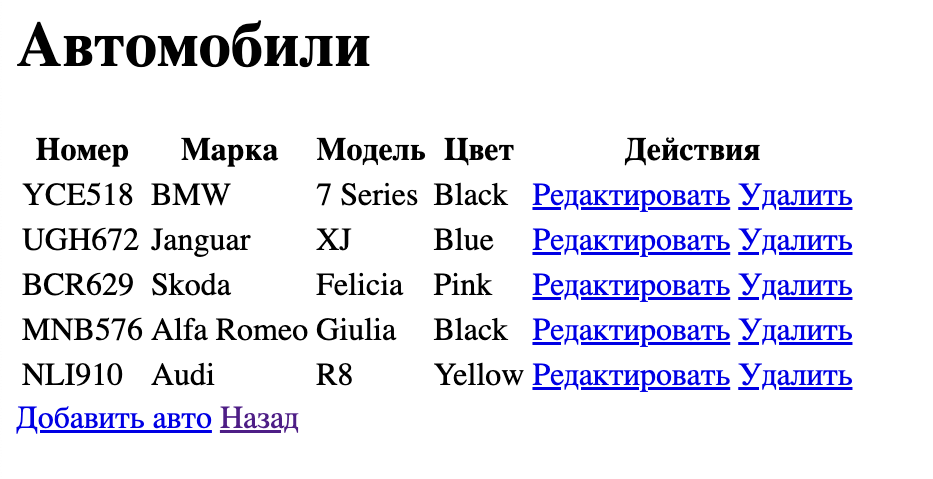 Автомобили
Номер Марка Модель Цвет Действия
YCE518 BMW 7 Series Black Редактировать Удалить
UGH672 Janguar XJ Blue Редактировать Удалить
BCR629 Skoda Felicia Pink Редактировать Удалить
MNB576 Alfa Romeo Giulia Black Редактировать Удалить
NLI910 Audi R8 Yellow Редактировать Удалить
Добавить авто Назад